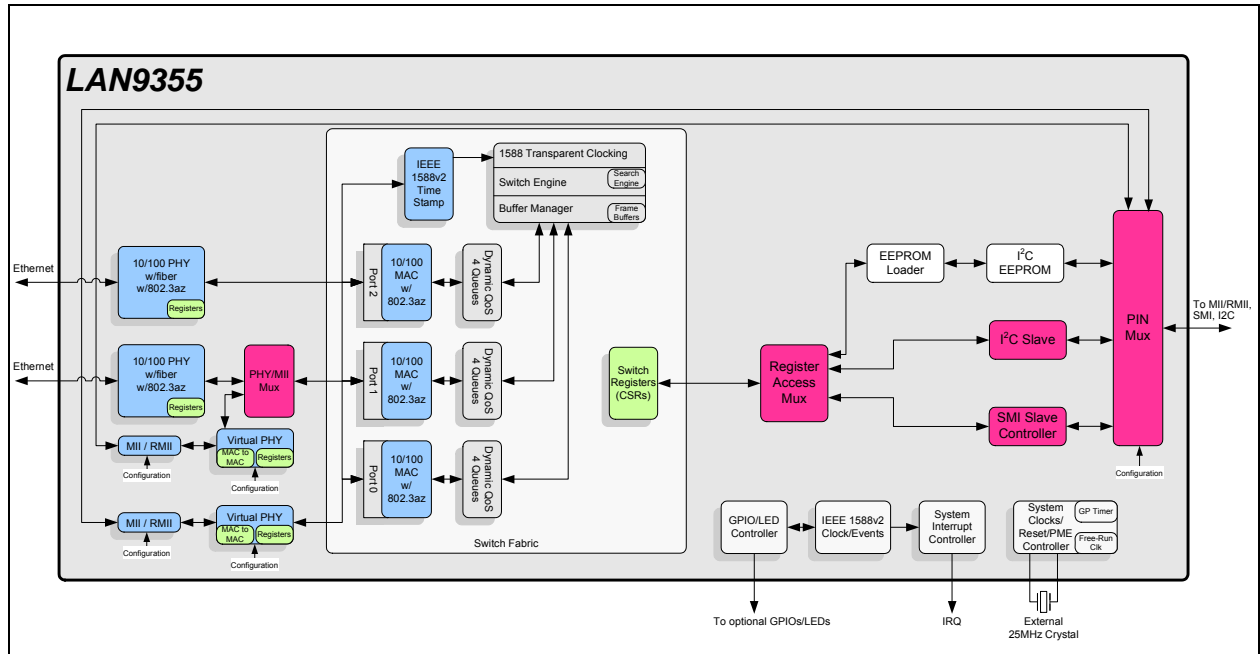 LAN9355
IEEE
1588v2
Time
Stamp
1588 Transparent Clocking
Switch Engine
Search
Engine
Buffer Manager
Frame
Buffers
Ethernet
10/100 PHY
w/fiber
w/802.3az
Registers
Port 2
10/100
MAC
w/
802.3az
Dynamic QoS
4 Queues
EEPROM
Loader
I²C
EEPROM
PIN
Mux
To MII/RMII,
SMI, I2C
Ethernet
10/100 PHY
w/fiber
w/802.3az
Registers
PHY/MII
Mux
Port 1
10/100
MAC
w/
802.3az
Dynamic QoS
4 Queues
Switch
Registers
(CSRs)
Register
Access
Mux
I²C Slave
SMI Slave
Controller
Configuration
MII / RMII
Configuration
Virtual PHY
MAC to
MAC
Registers
Configuration
Port 0
10/100
MAC
w/
802.3az
Dynamic QoS
4 Queues
MII / RMII
Configuration
Virtual PHY
MAC to
MAC
Registers
Configuration
Switch Fabric
GPIO/LED
Controller
IEEE 1588v2
Clock/Events
System
Interrupt
Controller
System
Clocks/
Reset/PME
Controller
GP Timer
Free-Run
Clk
To optional GPIOs/LEDs
IRQ
External
25MHz Crystal